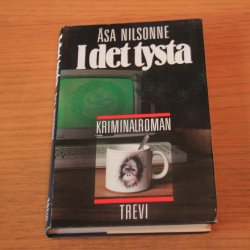 ÅSA NILSONNE
I det tysta
KRIMINALROMAN
TREVI